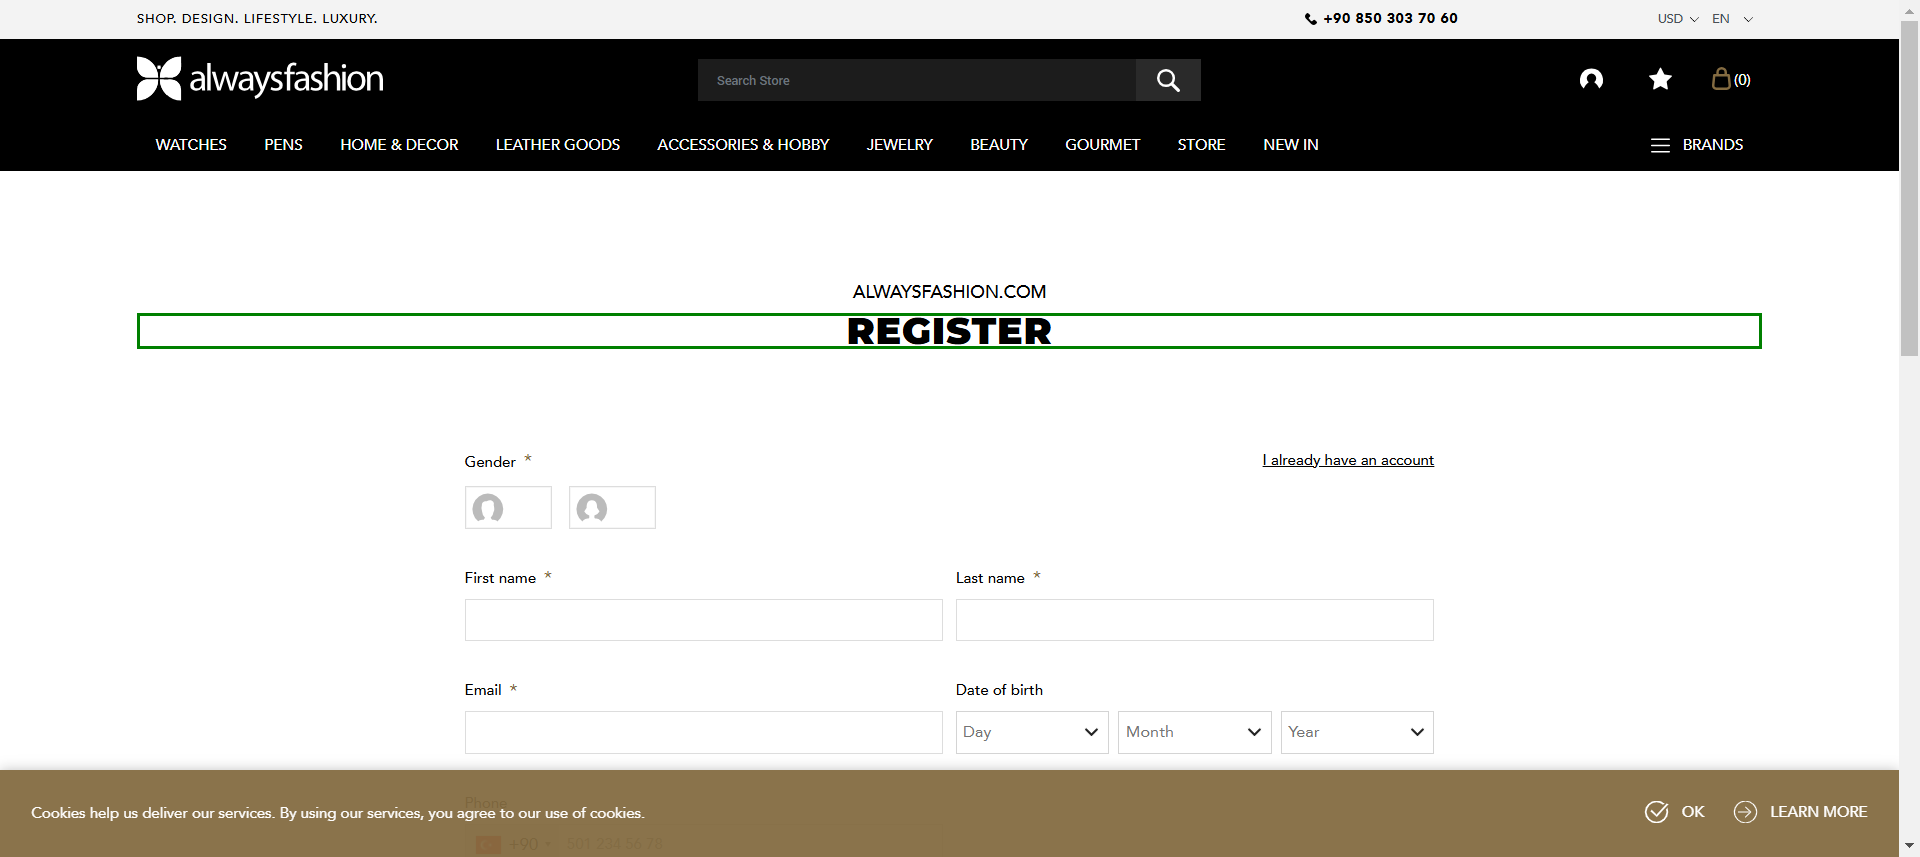 SHOP. DESIGN. LIFESTYLE. LUXURY.
+90 850 303 70 60
USD EN
alwaysfashion
Search Store
(0)
WATCHES PENS HOME & DECOR LEATHER GOODS ACCESSORIES & HOBBY JEWELRY BEAUTY GOURMET STORE NEW IN BRANDS
ALWAYSFASHION.COM
REGISTER
Gender *
I already have an account
First name * Last name *
Email * Date of birth
Day Month Year
Phone
Cookies help us deliver our services. By using our services, you agree to our use of cookies.
OK LEARN MORE
+90 501 234 56 78